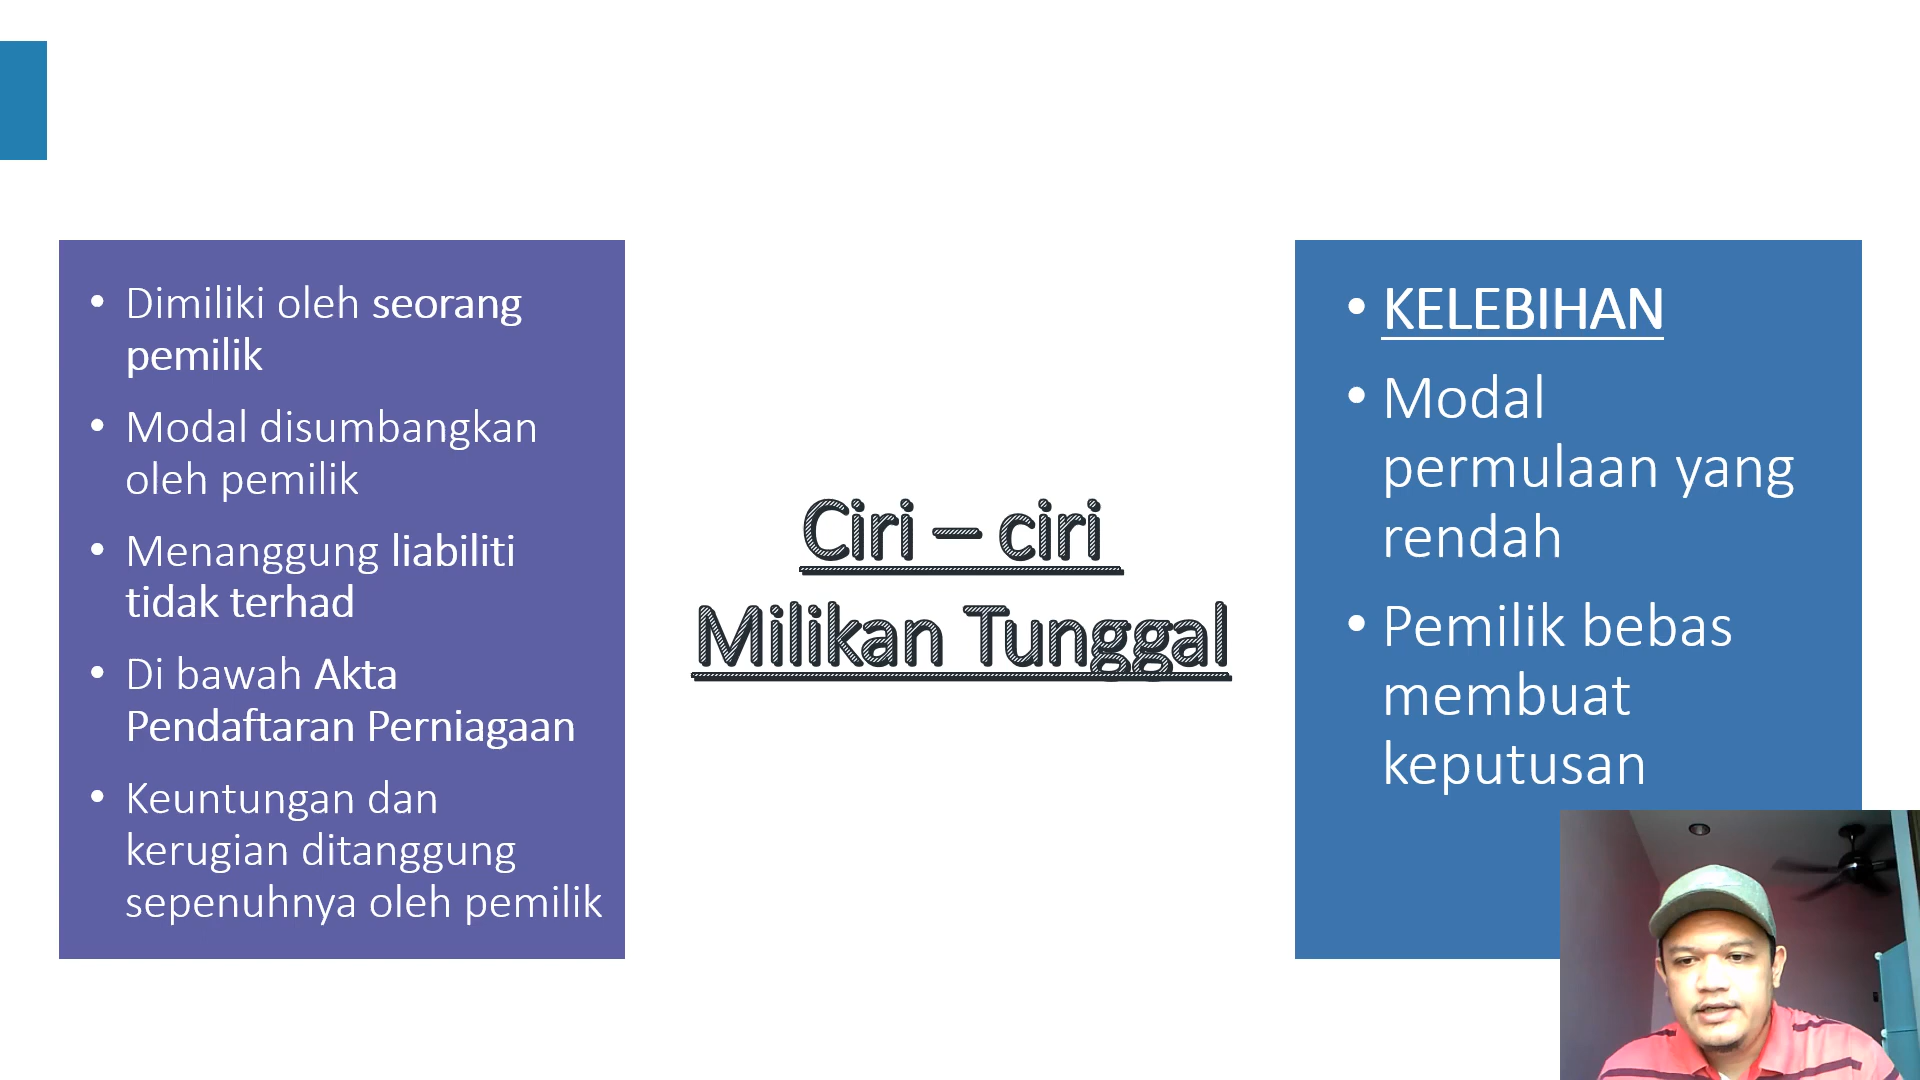 • Dimiliki oleh seorang
pemilik
• Modal disumbangkan
oleh pemilik
• Menanggung liabiliti
tidak terhad
• Di bawah Akta
Pendaftaran Perniagaan
• Keuntungan dan
kerugian ditanggung
sepenuhnya oleh pemilik
Ciri – ciri
Milikan Tunggal
• KELEBIHAN
• Modal
permulaan yang
rendah
• Pemilik bebas
membuat
keputusan